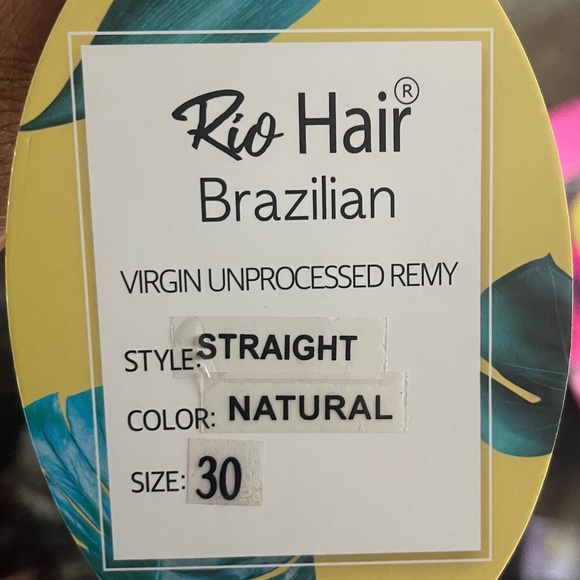 Rio Hair®
Brazilian
VIRGIN UNPROCESSED REMY
STYLE: STRAIGHT
COLOR: NATURAL
SIZE: 30